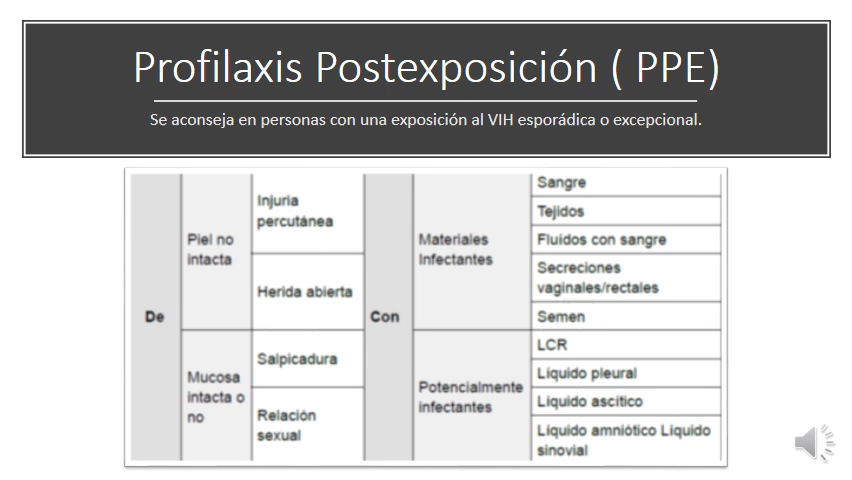 Profilaxis Postexposición ( PPE)
Se aconseja en personas con una exposición al VIH esporádica o excepcional.
De
Piel no
intacta
Injuria
percutánea
Herida abierta
Mucosa
intacta o
no
Salpicadura
Relación
sexual
Con
Materiales
Infectantes
Sangre
Tejidos
Fluídos con sangre
Secreciones
vaginales/rectales
Semen
Potencialmente
infectantes
LCR
Líquido pleural
Líquido ascítico
Líquido amniótico Líquido
sinovial